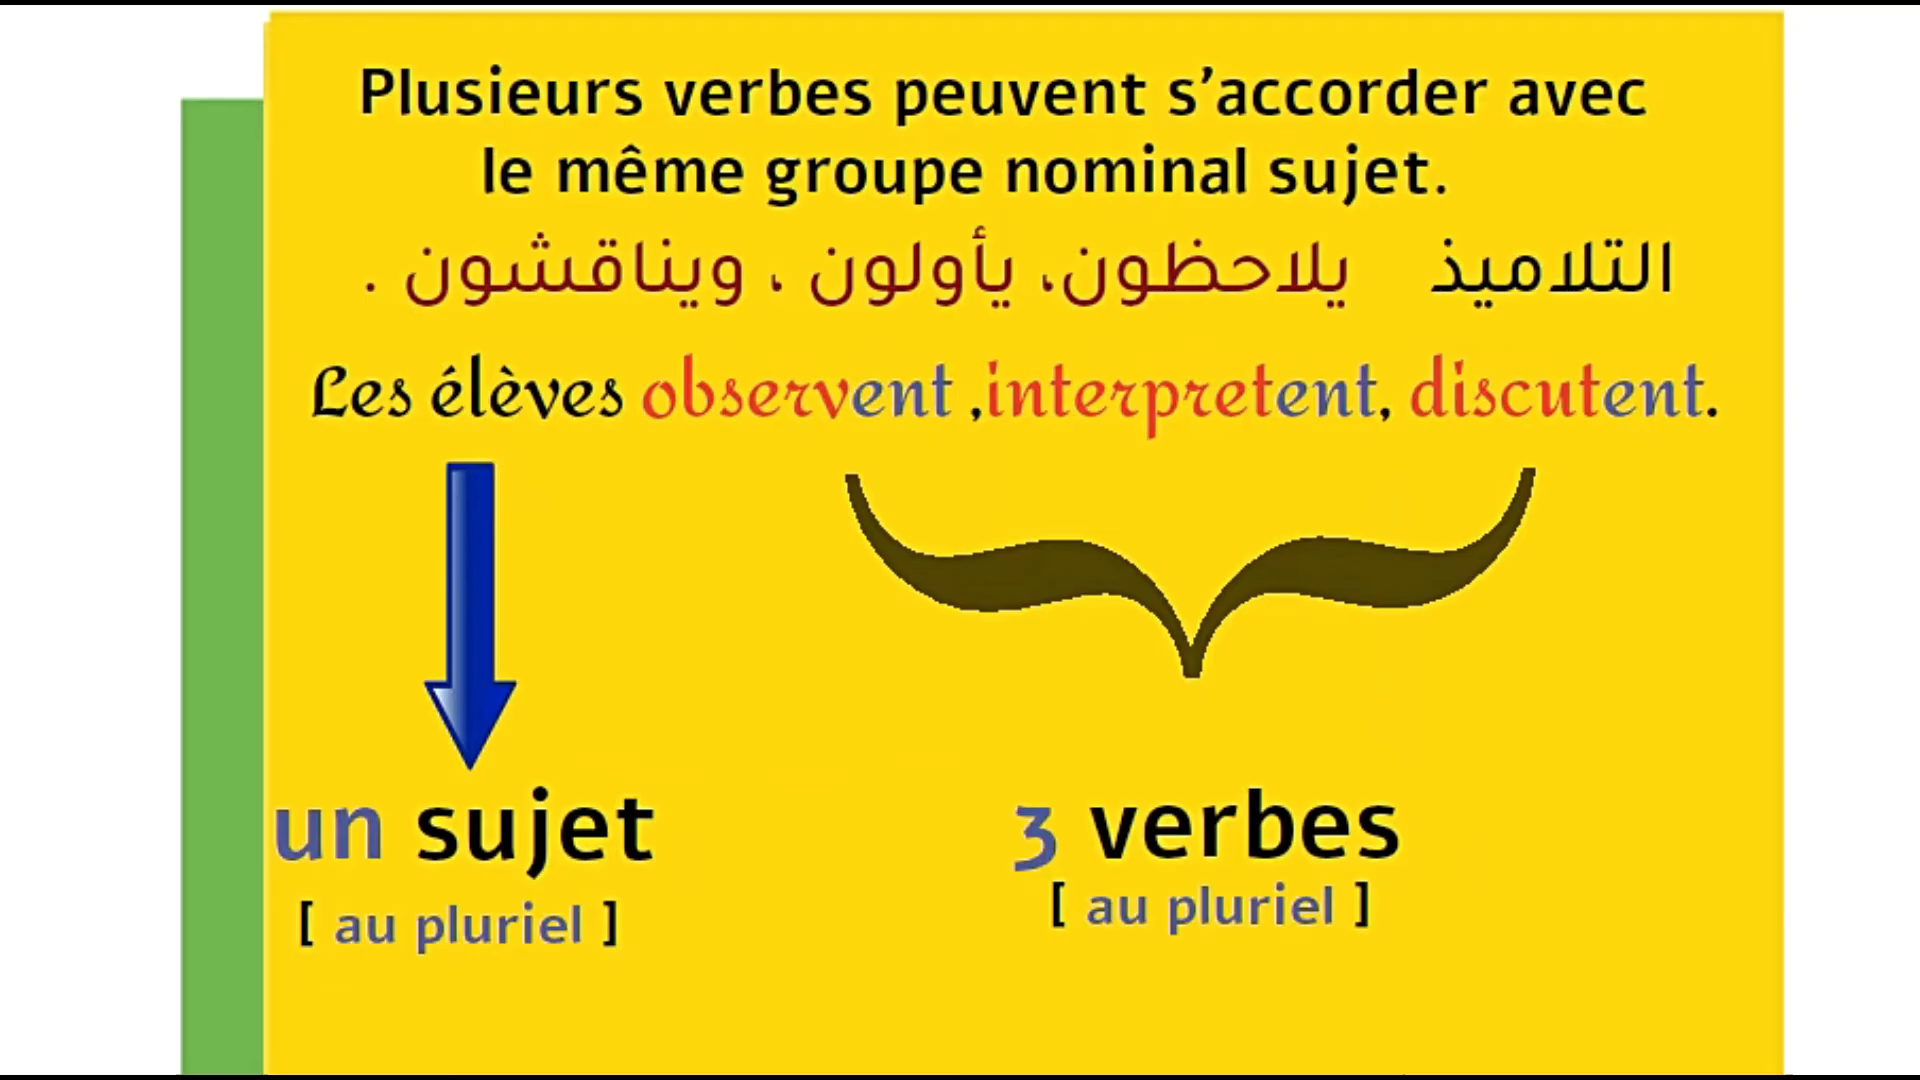 Plusieurs verbes peuvent s'accorder avec
le même groupe nominal sujet.
التلاميذ يلاحظون، يأولون ، ويناقشون .
Les élèves observent ,interpretent, discutent.
un sujet 3 verbes
[ au pluriel ] [ au pluriel ]